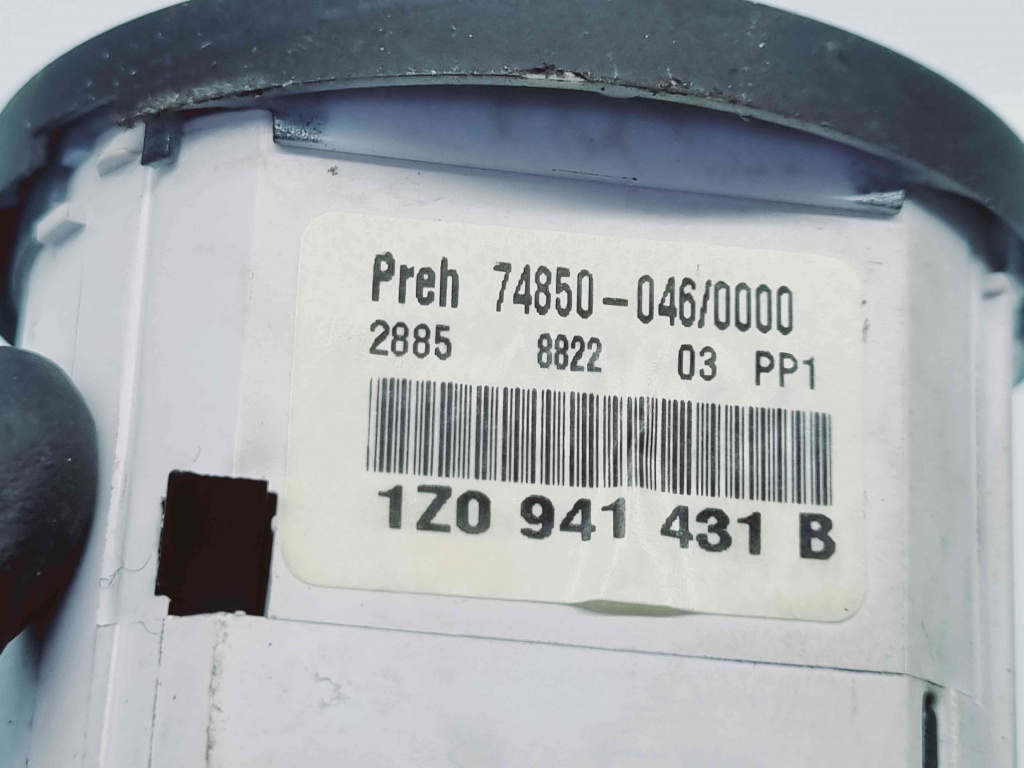 Preh 74850-046/0000
2885 8822 03 PP1
1Z0 941 431 B